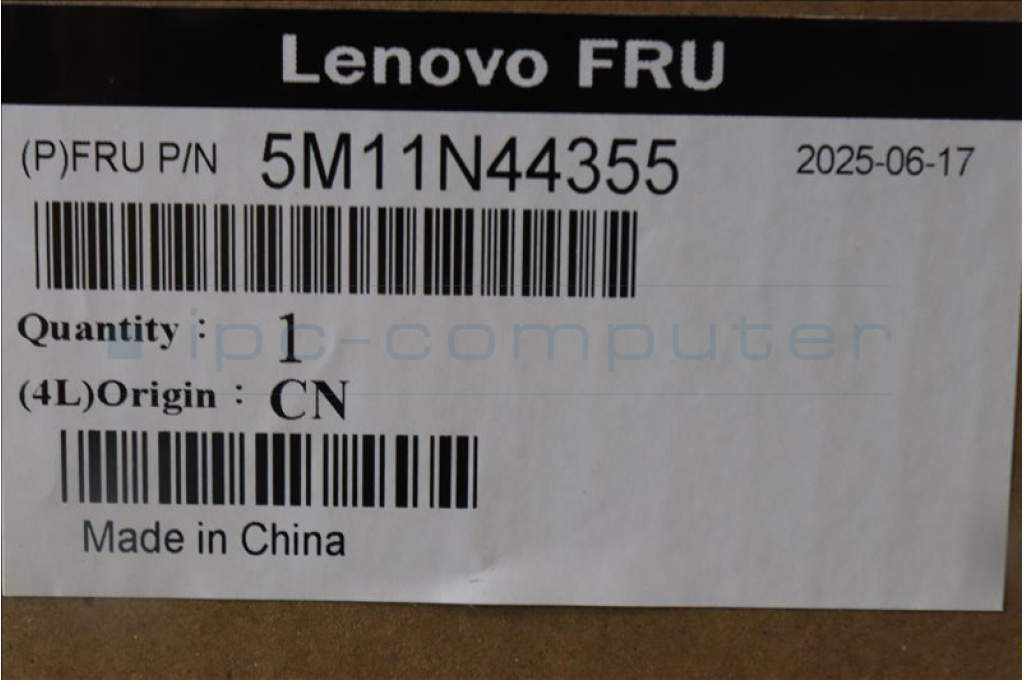 Lenovo FRU
(P)FRU P/N 5M11N44355 2025-06-17
Quantity : 1
ipc-computer
(4L)Origin : CN
Made in China